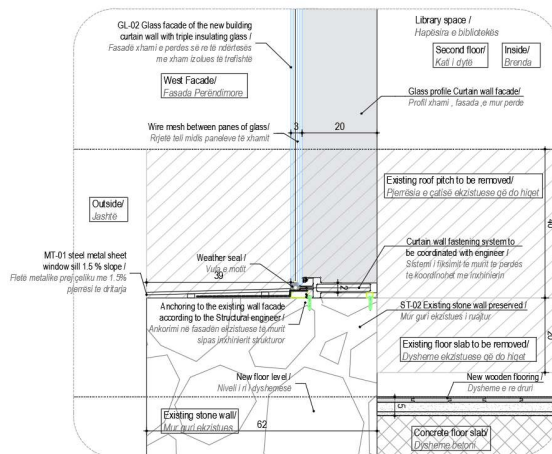 GL-02 Glass facade of the new building
curtain wall with triple insulating glass /
Fasadë xhami e perdes së re të ndërtesës
me xham izolues të trefishtë
Library space /
Hapësira e bibliotekës
Second floor/
Kati i dytë
Inside/
Brenda
West Facade/
Fasada Perëndimore
Glass profile Curtain wall facade/
Profil xhami , fasada ,e mur perde
3
20
Wire mesh between panes of glass/
Rrjetë teli midis paneleve të xhamit
Existing roof pitch to be removed/
Pjerrësia e çatisë ekzistuese që do hiqet
40
Outside/
Jashtë
MT-01 steel metal sheet
window sill 1.5 % slope /
Fletë metalike prej çeliku me 1.5%
pjerrësi te dritarja
39
Weather seal /
Vula e motit
Curtain wall fastening system to
be coordinated with engineer /
Sistemi i fiksimit të murit te perdes
te koordinohet me inxhinierin
2
Anchoring to the existing wall facade
according to the Structural engineer /
Ankorimi në fasadën ekzistuese të murit
sipas inxhinierit strukturor
ST-02 Existing stone wall preserved /
Mur guri ekzistues i ruajtur
Existing floor slab to be removed/
Dysheme ekzistuese që do hiqet
20
New floor level /
Niveli i ri i dyshemesë
New wooden flooring /
Dysheme e re druri
5
Existing stone wall/
Mur guri ekzistues
62
Concrete floor slab/
Dysheme betoni